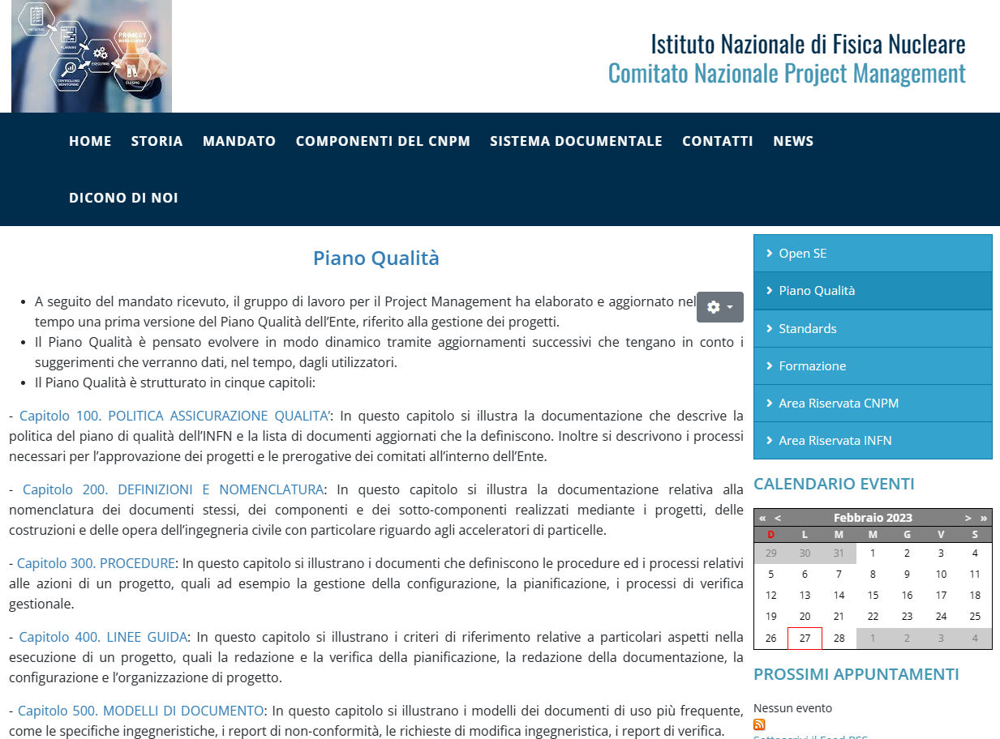 INITIATING
PLANNING
EXECUTING
PROJECT
MANAGEMENT
CONTROLLING
MONITORING
CLOSING
Istituto Nazionale di Fisica Nucleare
Comitato Nazionale Project Management
HOME STORIA MANDATO COMPONENTI DEL CNPM SISTEMA DOCUMENTALE CONTATTI NEWS
DICONO DI NOI
Piano Qualità
• A seguito del mandato ricevuto, il gruppo di lavoro per il Project Management ha elaborato e aggiornato nel
tempo una prima versione del Piano Qualità dell’Ente, riferito alla gestione dei progetti.
• Il Piano Qualità è pensato evolvere in modo dinamico tramite aggiornamenti successivi che tengano in conto i
suggerimenti che verranno dati, nel tempo, dagli utilizzatori.
• Il Piano Qualità è strutturato in cinque capitoli:
- Capitolo 100. POLITICA ASSICURAZIONE QUALITA’: In questo capitolo si illustra la documentazione che descrive la
politica del piano di qualità dell’INFN e la lista di documenti aggiornati che la definiscono. Inoltre si descrivono i processi
necessari per l’approvazione dei progetti e le prerogative dei comitati all’interno dell’Ente.
- Capitolo 200. DEFINIZIONI E NOMENCLATURA: In questo capitolo si illustra la documentazione relativa alla
nomenclatura dei documenti stessi, dei componenti e dei sotto-componenti realizzati mediante i progetti, delle
costruzioni e delle opera dell’ingegneria civile con particolare riguardo agli acceleratori di particelle.
- Capitolo 300. PROCEDURE: In questo capitolo si illustrano i documenti che definiscono le procedure ed i processi relativi
alle azioni di un progetto, quali ad esempio la gestione della configurazione, la pianificazione, i processi di verifica
gestionale.
- Capitolo 400. LINEE GUIDA: In questo capitolo si illustrano i criteri di riferimento relative a particolari aspetti nella
esecuzione di un progetto, quali la redazione e la verifica della pianificazione, la redazione della documentazione, la
configurazione e l’organizzazione di progetto.
- Capitolo 500. MODELLI DI DOCUMENTO: In questo capitolo si illustrano i modelli dei documenti di uso più frequente,
come le specifiche ingegneristiche, i report di non-conformità, le richieste di modifica ingegneristica, i report di verifica.
Open SE
Piano Qualità
Standards
Formazione
Area Riservata CNPM
Area Riservata INFN
CALENDARIO EVENTI
« < Febbraio 2023 > »
D L M M G V S
29 30 31 1 2 3 4
5 6 7 8 9 10 11
12 13 14 15 16 17 18
19 20 21 22 23 24 25
26 27 28 1 2 3 4
PROSSIMI APPUNTAMENTI
Nessun evento
Sottoscrivi il Feed RSS